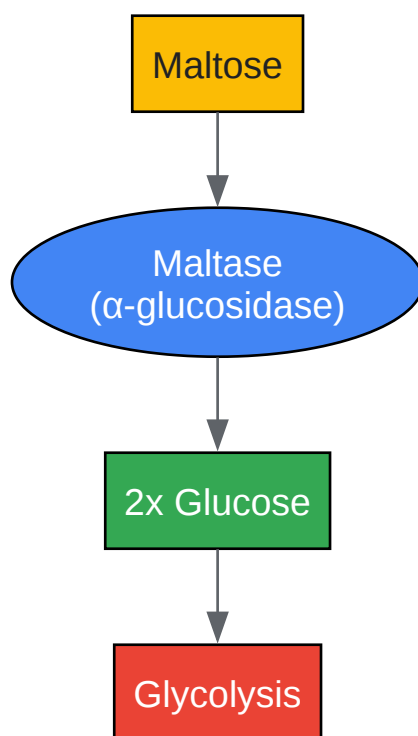 Maltose
Maltase
(α-glucosidase)
2x Glucose
Glycolysis